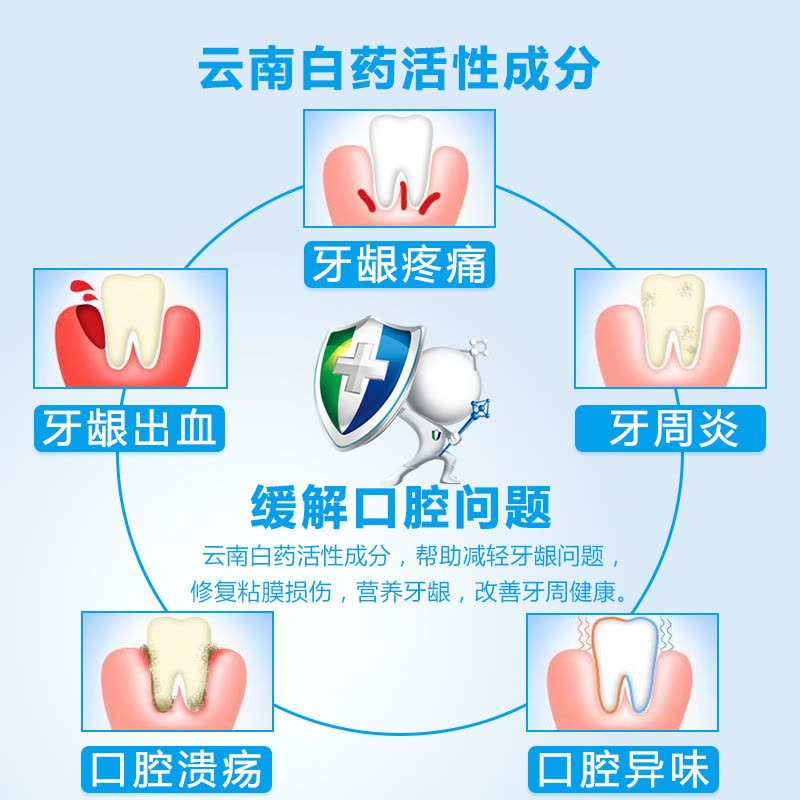 云南白药活性成分
牙龈疼痛
牙龈出血
牙周炎
缓解口腔问题
云南白药活性成分，帮助减轻牙龈问题，
修复粘膜损伤，营养牙龈，改善牙周健康。
口腔溃疡
口腔异味